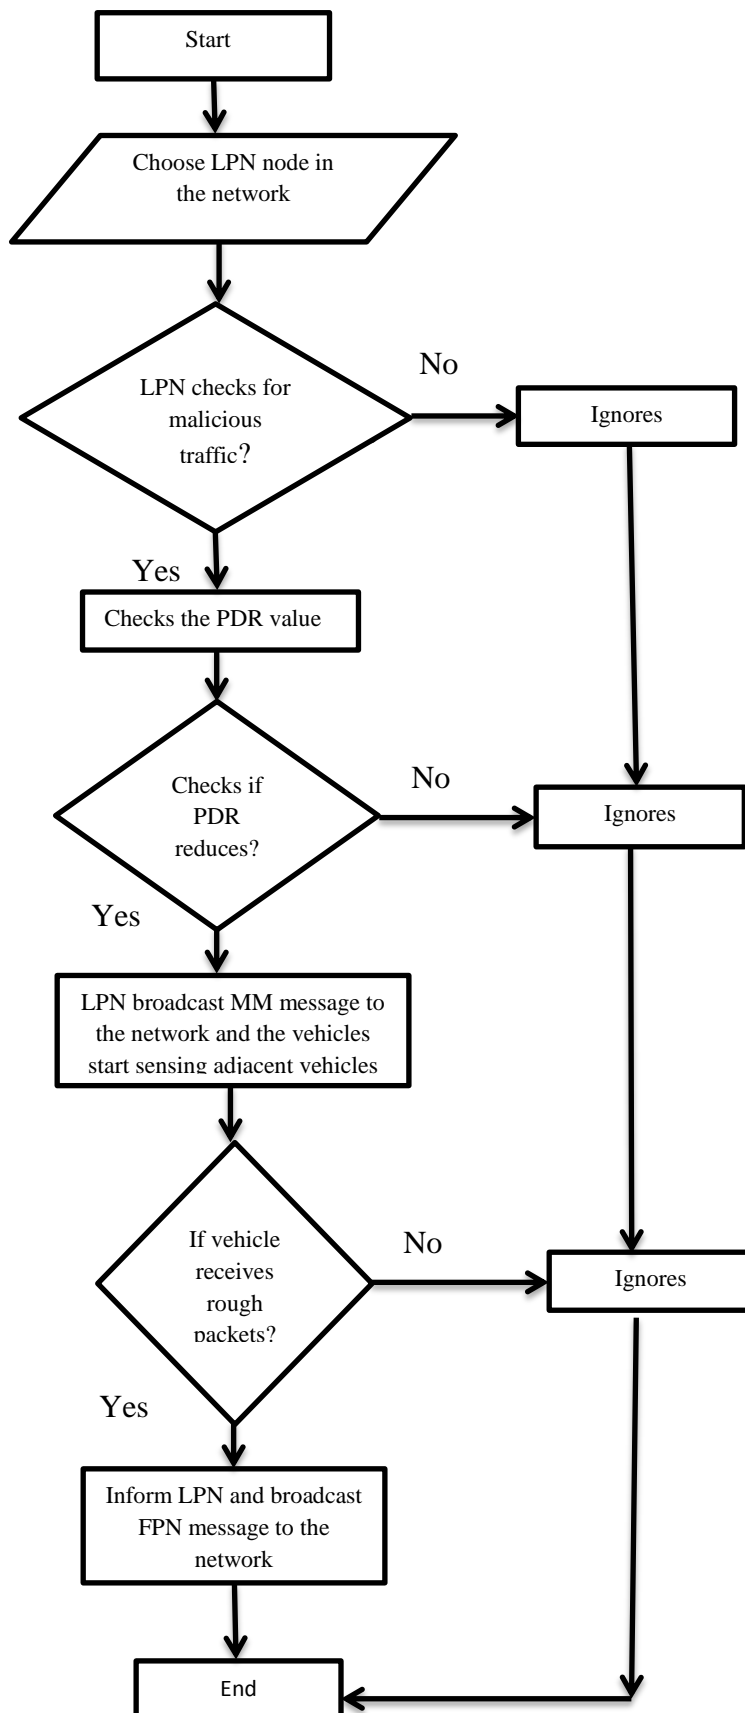 Start
Choose LPN node in
the network
No
LPN checks for
malicious
traffic?
Ignores
Yes
Checks the PDR value
No
Checks if
PDR
reduces?
Ignores
Yes
LPN broadcast MM message to
the network and the vehicles
start sensing adjacent vehicles
No
If vehicle
receives
rough
packets?
Ignores
Yes
Inform LPN and broadcast
FPN message to the
network
End